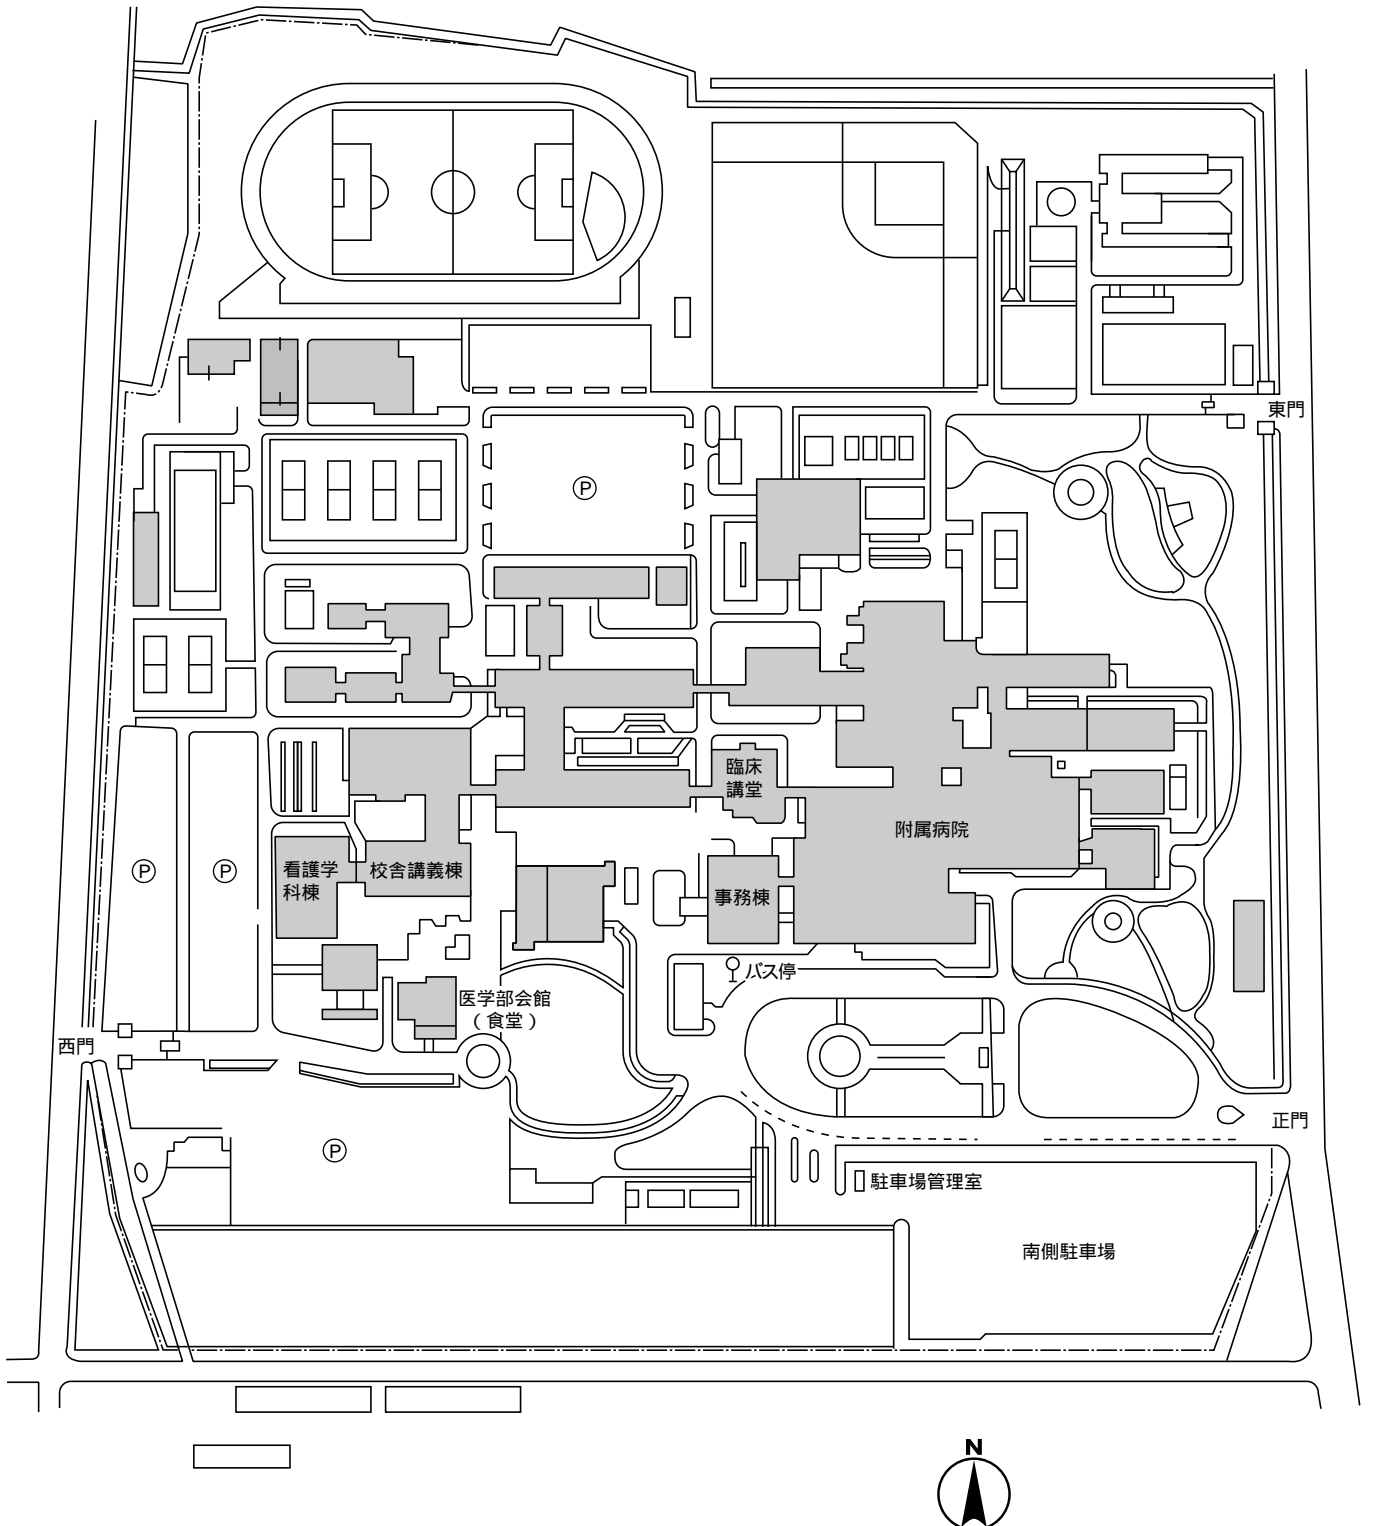 東門
Ⓟ
臨床
講堂
附属病院
Ⓟ
Ⓟ
看護学
科棟
校舎講義棟
事務棟
バス停
医学部会館
（食堂）
西門
正門
Ⓟ
駐車場管理室
南側駐車場
N